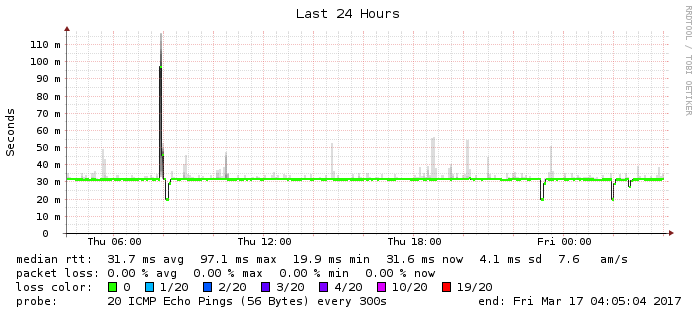 Last 24 Hours
RRDTOOL / TOBI OETIKER
Seconds
110 m
100 m
90 m
80 m
70 m
60 m
50 m
40 m
30 m
20 m
10 m
0
Thu 06:00 Thu 12:00 Thu 18:00 Fri 00:00
median rtt: 31.7 ms avg 97.1 ms max 19.9 ms min 31.6 ms now 4.1 ms sd 7.6 am/s
packet loss: 0.00 % avg 0.00 % max 0.00 % min 0.00 % now
loss color: 0 1/20 2/20 3/20 4/20 10/20 19/20
probe: 20 ICMP Echo Pings (56 Bytes) every 300s end: Fri Mar 17 04:05:04 2017